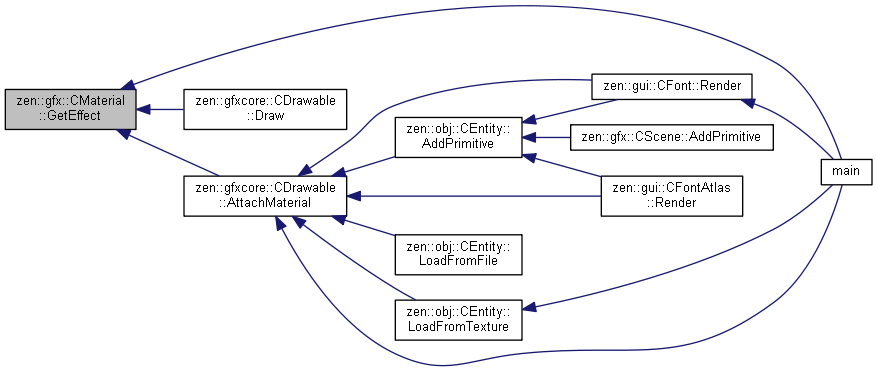 zen::gfx::CMaterial
::GetEffect
zen::gfxcore::CDrawable
::Draw
zen::gfxcore::CDrawable
::AttachMaterial
zen::obj::CEntity::
AddPrimitive
zen::obj::CEntity::
LoadFromFile
zen::obj::CEntity::
LoadFromTexture
zen::gui::CFont::Render
zen::gfx::CScene::AddPrimitive
zen::gui::CFontAtlas
::Render
main